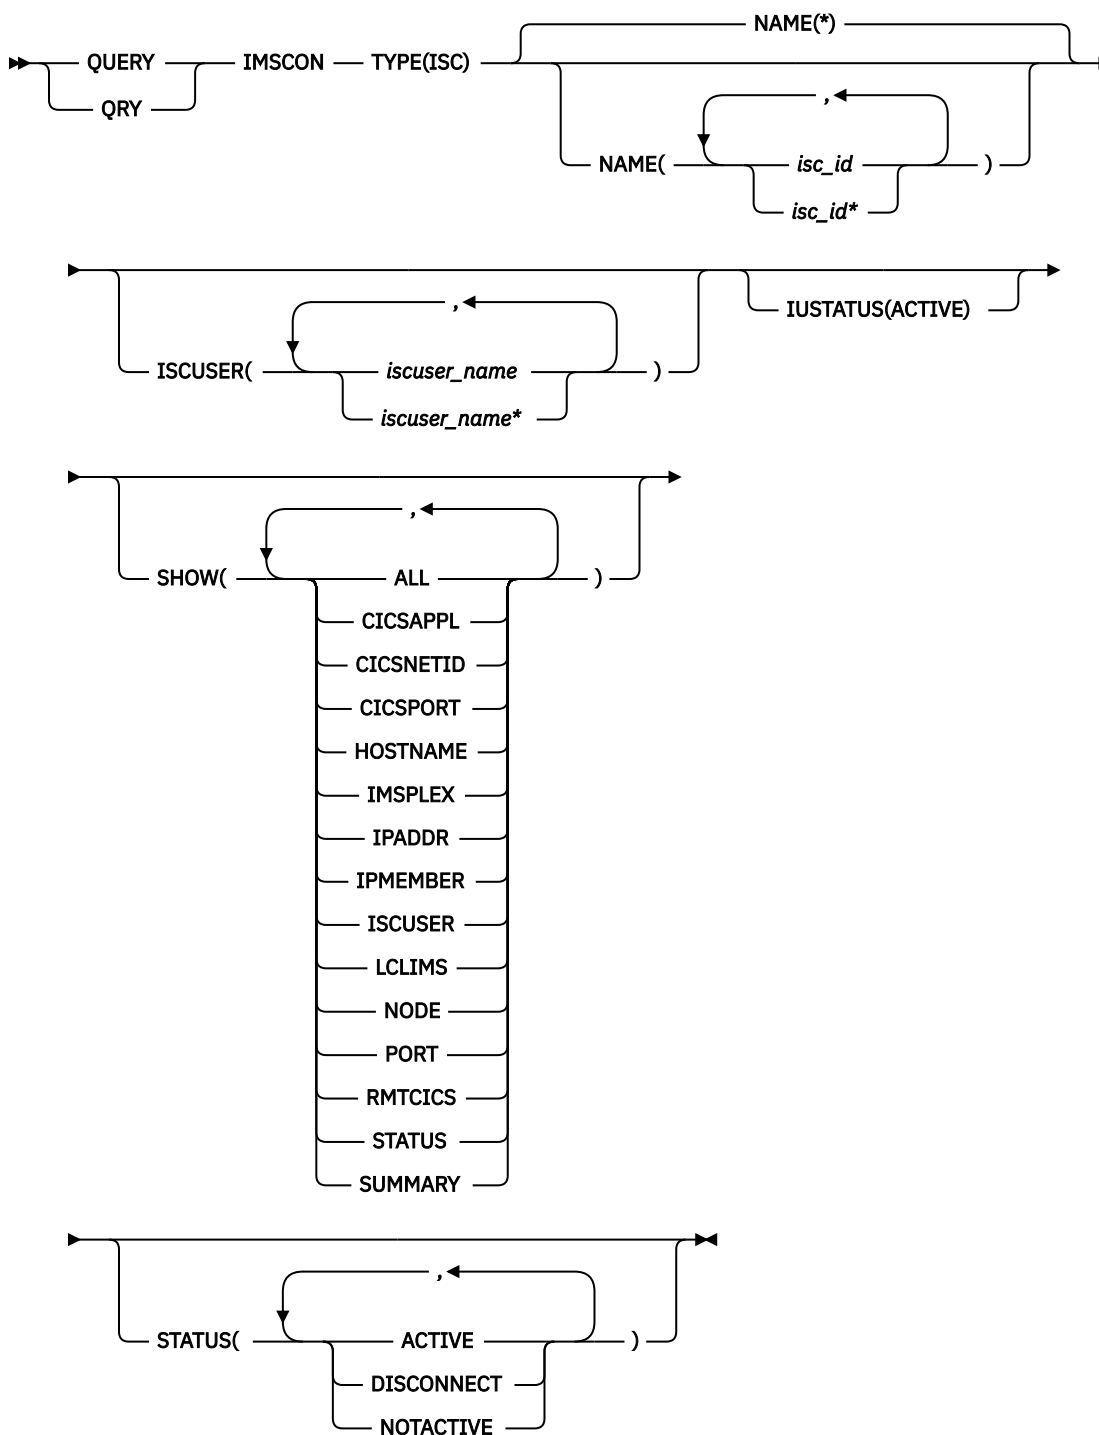 NAME(*)
QUERY IMSCON TYPE(ISC)
QRY
,
NAME( isc_id )
isc_id*
,
IUSTATUS(ACTIVE)
ISCUSER( iscuser_name )
iscuser_name*
,
SHOW( ALL )
CICSAPPL
CICSNETID
CICSPORT
HOSTNAME
IMSPLEX
IPADDR
IPMEMBER
ISCUSER
LCLIMS
NODE
PORT
RMTCICS
STATUS
SUMMARY
,
STATUS( ACTIVE )
DISCONNECT
NOTACTIVE